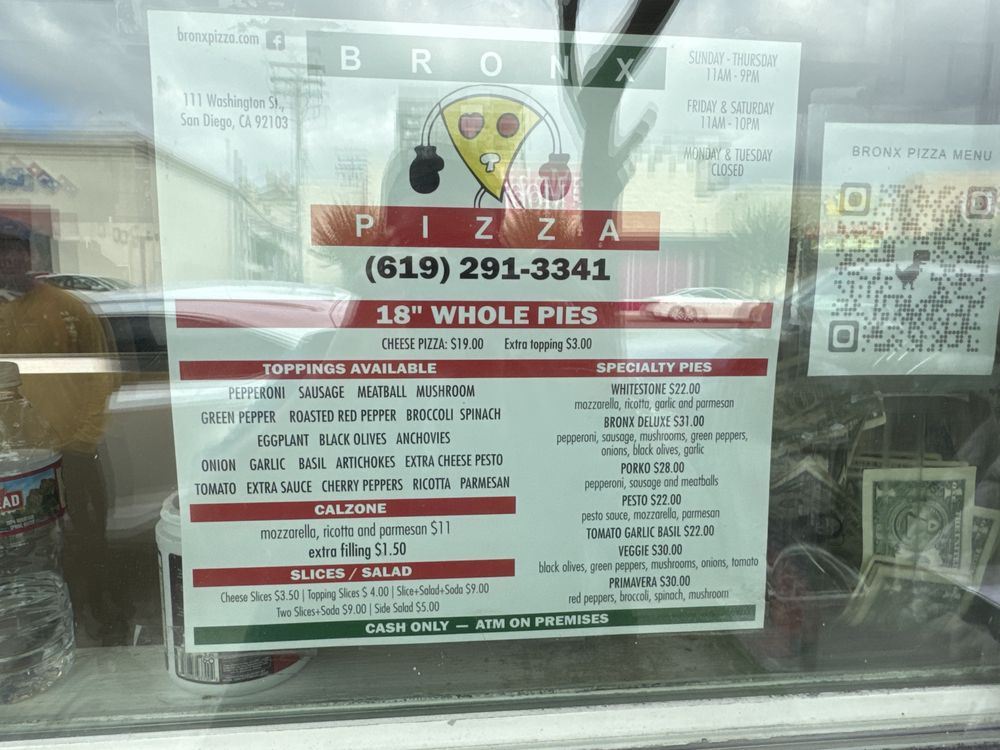 bronxpizza.com
111 Washington St.,
San Diego, CA 92103
BRONX
PIZZA
SUNDAY - THURSDAY
11AM - 9PM
FRIDAY & SATURDAY
11AM - 10PM
MONDAY & TUESDAY
CLOSED
(619) 291-3341
18" WHOLE PIES
CHEESE PIZZA: $19.00 Extra topping $3.00
TOPPINGS AVAILABLE
PEPPERONI SAUSAGE MEATBALL MUSHROOM
GREEN PEPPER ROASTED RED PEPPER BROCCOLI SPINACH
EGGPLANT BLACK OLIVES ANCHOVIES
ONION GARLIC BASIL ARTICHOKES EXTRA CHEESE PESTO
TOMATO EXTRA SAUCE CHERRY PEPPERS RICOTTA PARMESAN
CALZONE
mozzarella, ricotta and parmesan $11
extra filling $1.50
SLICES / SALAD
Cheese Slices $3.50 | Topping Slices $ 4.00 | Slice+Salad+Soda $9.00
Two Slices+Soda $9.00 | Side Salad $5.00
SPECIALTY PIES
WHITESTONE $22.00
mozzarella, ricotta, garlic and parmesan
BRONX DELUXE $31.00
pepperoni, sausage, mushrooms, green peppers,
onions, black olives, garlic
PORKO $28.00
pepperoni, sausage and meatballs
PESTO $22.00
pesto sauce, mozzarella, parmesan
TOMATO GARLIC BASIL $22.00
VEGGIE $30.00
black olives, green peppers, mushrooms, onions, tomato
PRIMAVERA $30.00
red peppers, broccoli, spinach, mushroom
CASH ONLY — ATM ON PREMISES
BRONX PIZZA MENU